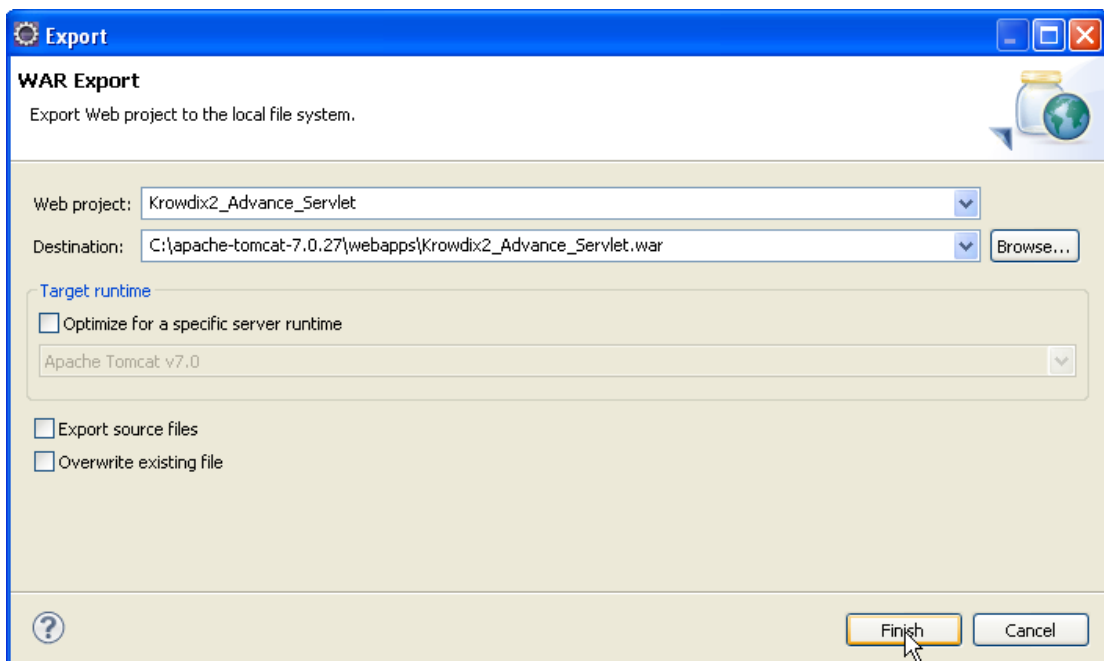 Export
WAR Export
Export Web project to the local file system.
Web project: Krowdix2_Advance_Servlet
Destination: C:\apache-tomcat-7.0.27\webapps\Krowdix2_Advance_Servlet.war Browse...
Target runtime
Optimize for a specific server runtime
Apache Tomcat v7.0
Export source files
Overwrite existing file
? Finish Cancel